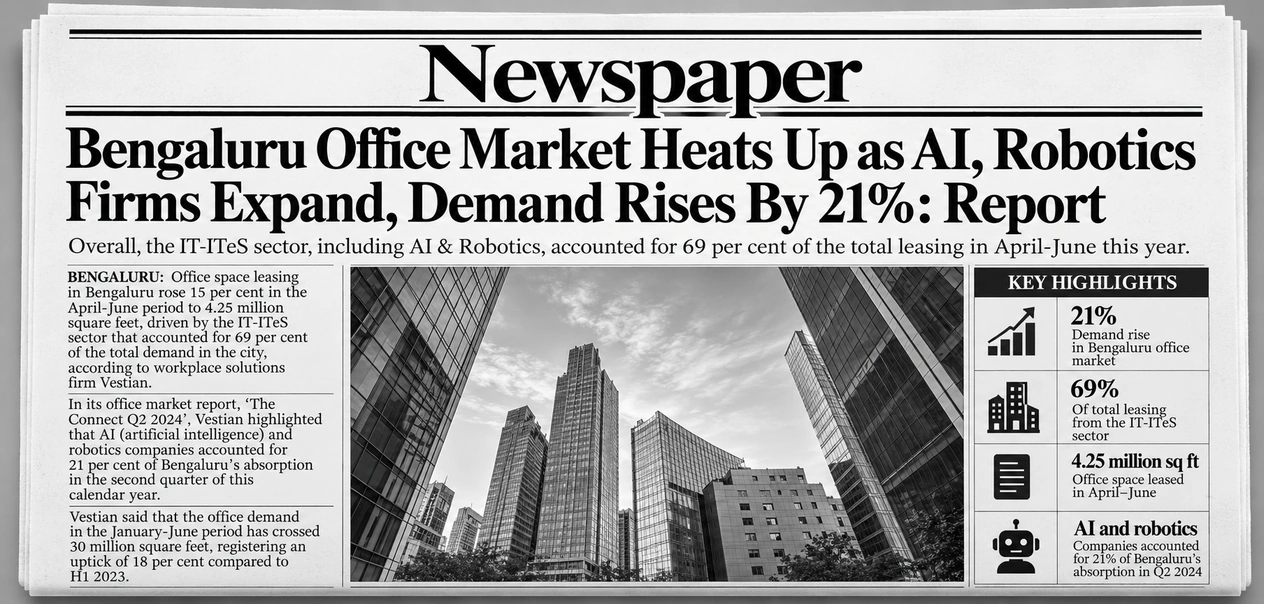 Newspaper
Bengaluru Office Market Heats Up as AI, Robotics
Firms Expand, Demand Rises By 21%: Report
Overall, the IT-ITeS sector, including AI & Robotics, accounted for 69 per cent of the total leasing in April-June this year.
BENGALURU: Office space leasing
in Bengaluru rose 15 per cent in the
April-June period to 4.25 million
square feet, driven by the IT-ITeS
sector that accounted for 69 per cent
of the total demand in the city,
according to workplace solutions
firm Vestian.
In its office market report, ‘The
Connect Q2 2024’, Vestian highlighted
that AI (artificial intelligence) and
robotics companies accounted for
21 per cent of Bengaluru’s absorption
in the second quarter of this
calendar year.
Vestian said that the office demand
in the January-June period has crossed
30 million square feet, registering an
uptick of 18 per cent compared to
H1 2023.
KEY HIGHLIGHTS
21%
Demand rise
in Bengaluru office
market
69%
Of total leasing
from the IT-ITeS
sector
4.25 million sq ft
Office space leased
in April–June
AI and robotics
Companies accounted
for 21% of Bengaluru’s
absorption in Q2 2024